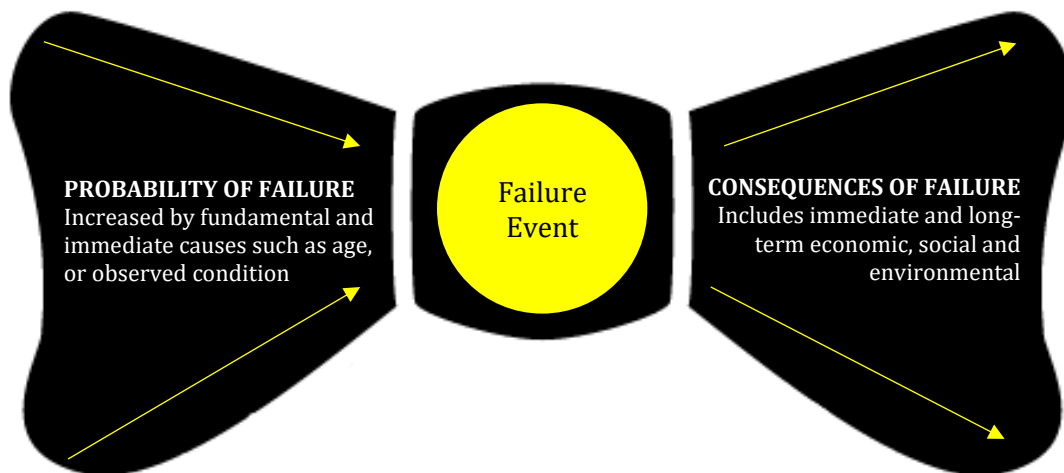 PROBABILITY OF FAILURE
Increased by fundamental and
immediate causes such as age,
or observed condition
Failure
Event
CONSEQUENCES OF FAILURE
Includes immediate and long-
term economic, social and
environmental